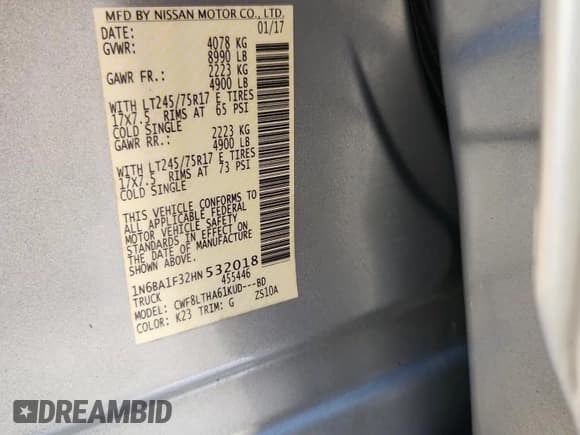 MFD BY NISSAN MOTOR CO., LTD.
DATE: 01/17
GVWR: 4078 KG
8990 LB
GAWR FR.: 2223 KG
4900 LB
WITH LT245/75R17 E TIRES
17X7.5 RIMS AT 65 PSI
COLD SINGLE
GAWR RR.: 2223 KG
4900 LB
WITH LT245/75R17 E TIRES
17X7.5 RIMS AT 73 PSI
COLD SINGLE
THIS VEHICLE CONFORMS TO
ALL APPLICABLE FEDERAL
MOTOR VEHICLE SAFETY
STANDARDS IN EFFECT ON
THE DATE OF MANUFACTURE
SHOWN ABOVE.
1N6BA1F32HN532018
TRUCK 455446
MODEL: CWF8LTHA61KUD---BD
COLOR: K23 TRIM: G ZS10A
DREAMBID